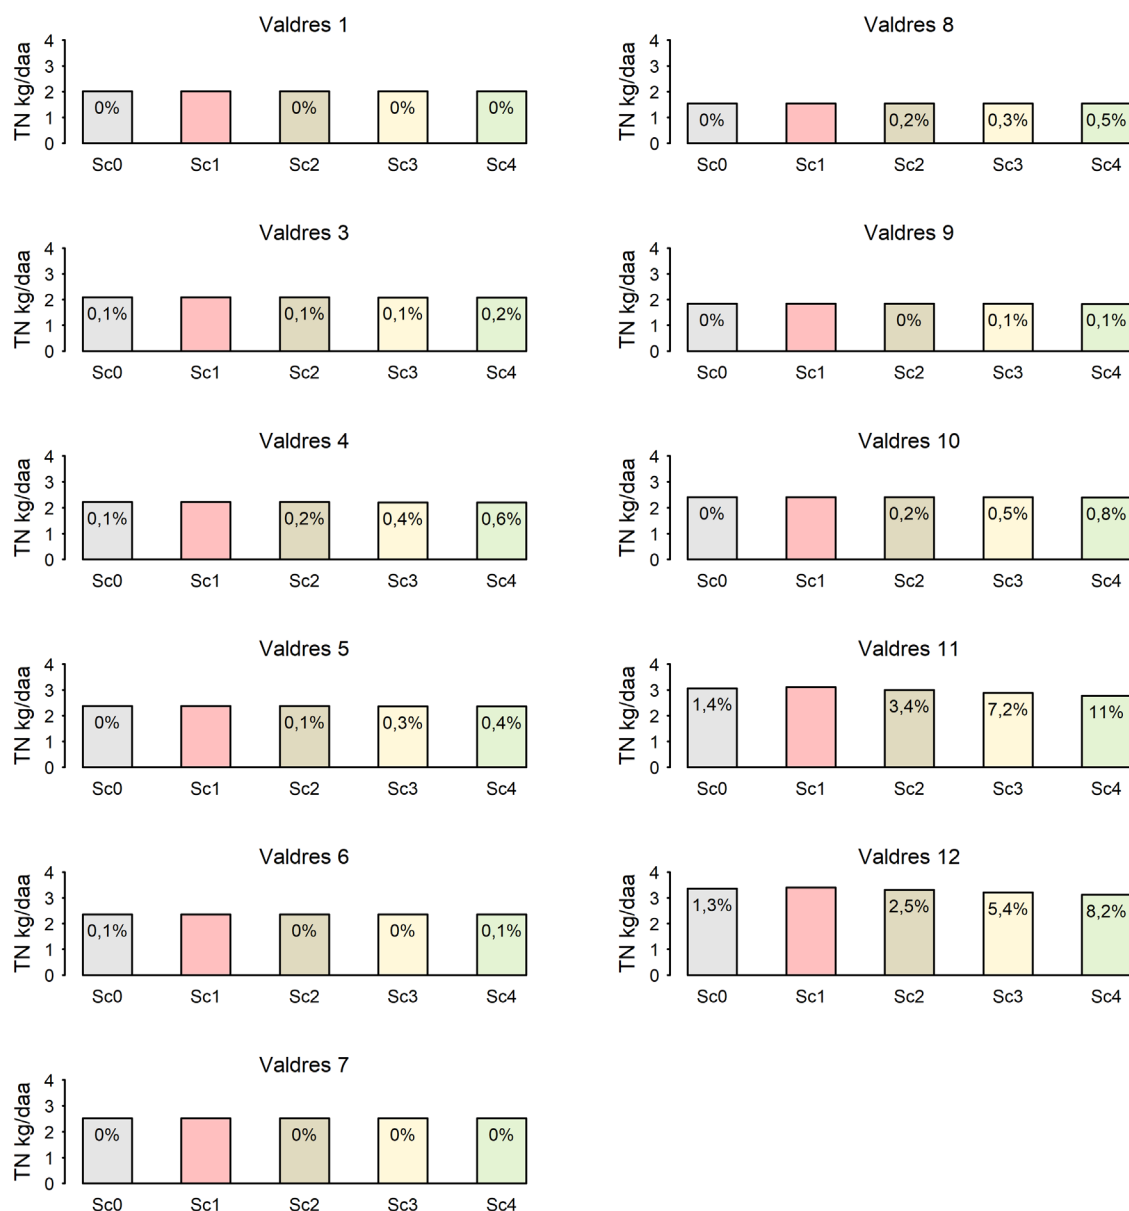 Valdres 1
TN kg/daa
4
3
2
1
0
0% 0% 0% 0%
Sc0 Sc1 Sc2 Sc3 Sc4
Valdres 3
TN kg/daa
4
3
2
1
0
0,1% 0,1% 0,1% 0,2%
Sc0 Sc1 Sc2 Sc3 Sc4
Valdres 4
TN kg/daa
4
3
2
1
0
0,1% 0,2% 0,4% 0,6%
Sc0 Sc1 Sc2 Sc3 Sc4
Valdres 5
TN kg/daa
4
3
2
1
0
0% 0,1% 0,3% 0,4%
Sc0 Sc1 Sc2 Sc3 Sc4
Valdres 6
TN kg/daa
4
3
2
1
0
0,1% 0% 0% 0,1%
Sc0 Sc1 Sc2 Sc3 Sc4
Valdres 7
TN kg/daa
4
3
2
1
0
0% 0% 0% 0%
Sc0 Sc1 Sc2 Sc3 Sc4
Valdres 8
TN kg/daa
4
3
2
1
0
0% 0,2% 0,3% 0,5%
Sc0 Sc1 Sc2 Sc3 Sc4
Valdres 9
TN kg/daa
4
3
2
1
0
0% 0% 0,1% 0,1%
Sc0 Sc1 Sc2 Sc3 Sc4
Valdres 10
TN kg/daa
4
3
2
1
0
0% 0,2% 0,5% 0,8%
Sc0 Sc1 Sc2 Sc3 Sc4
Valdres 11
TN kg/daa
4
3
2
1
0
1,4% 3,4% 7,2% 11%
Sc0 Sc1 Sc2 Sc3 Sc4
Valdres 12
TN kg/daa
4
3
2
1
0
1,3% 2,5% 5,4% 8,2%
Sc0 Sc1 Sc2 Sc3 Sc4